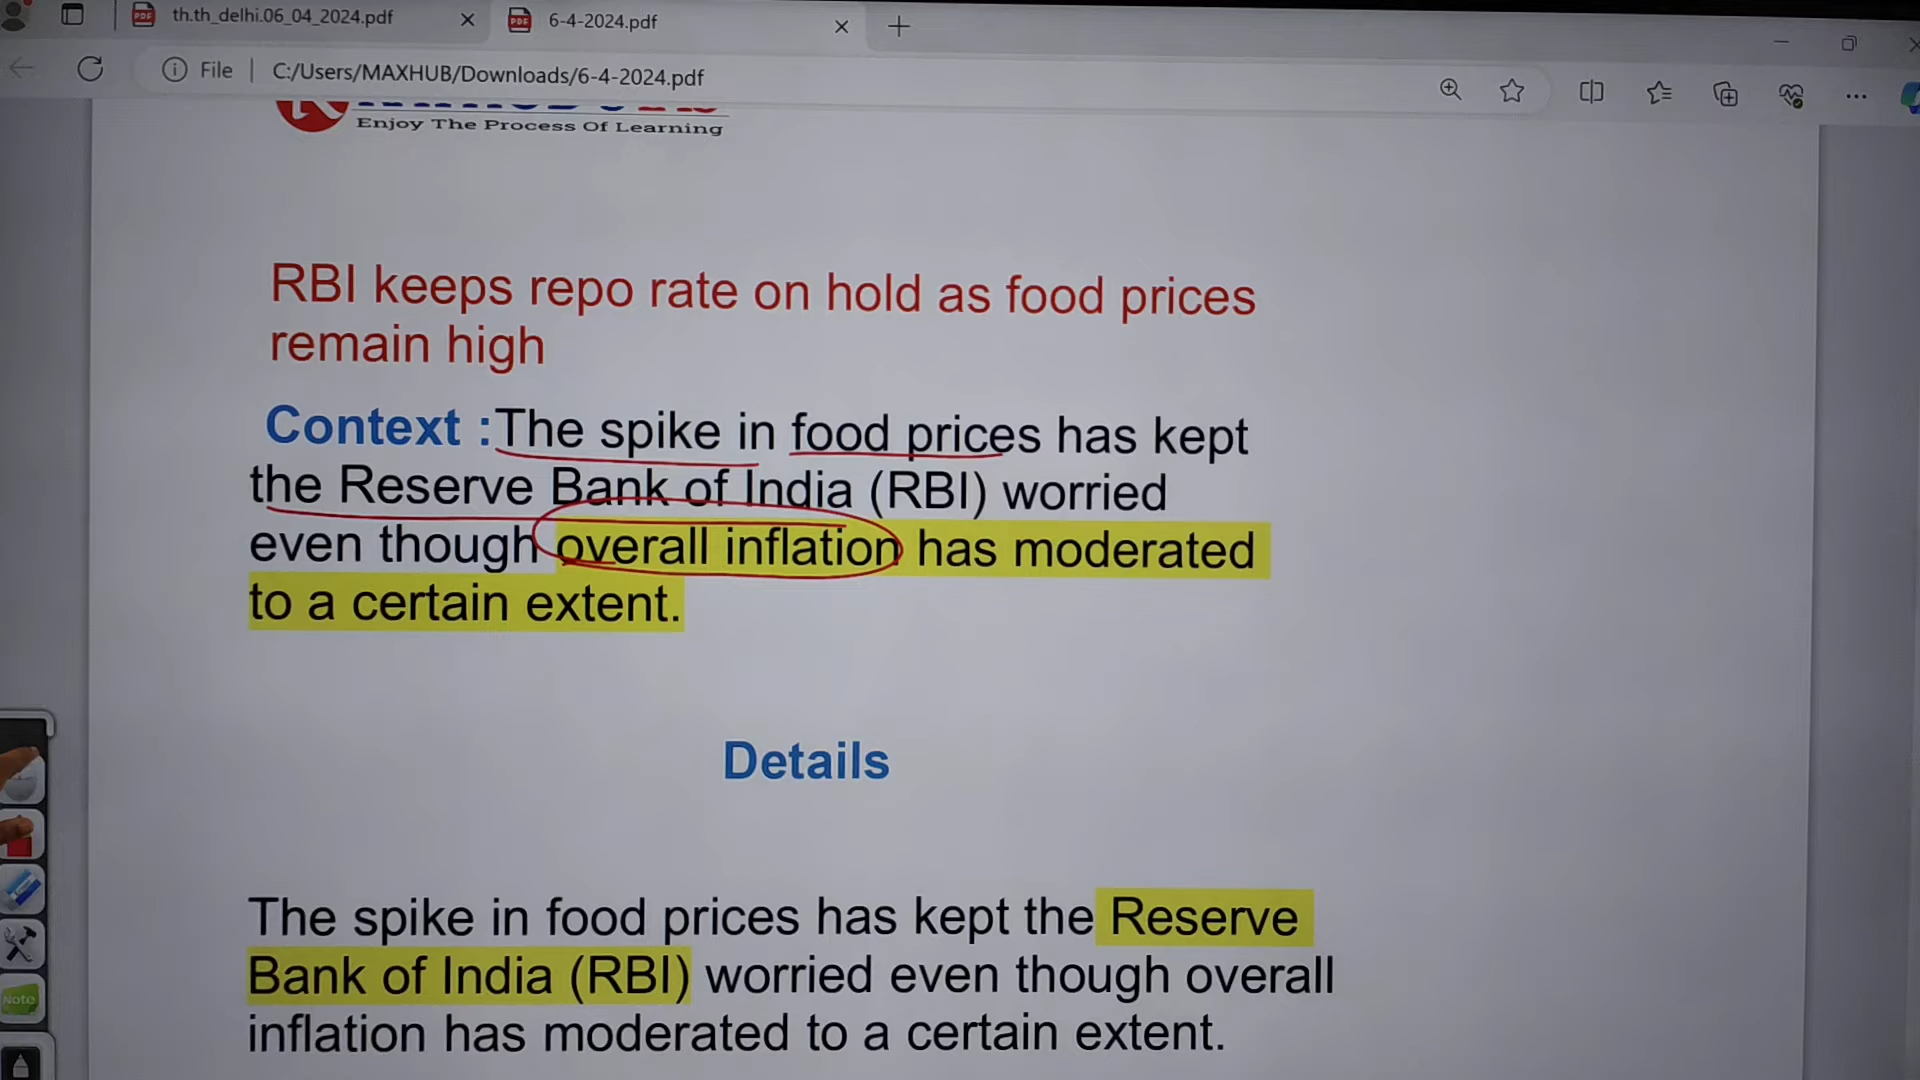 th.th_delhi.06_04_2024.pdf
6-4-2024.pdf
File
C:/Users/MAXHUB/Downloads/6-4-2024.pdf
Enjoy The Process Of Learning
RBI keeps repo rate on hold as food prices
remain high
Context :The spike in food prices has kept
the Reserve Bank of India (RBI) worried
even though overall inflation has moderated
to a certain extent.
Details
The spike in food prices has kept the Reserve
Bank of India (RBI) worried even though overall
inflation has moderated to a certain extent.
Note